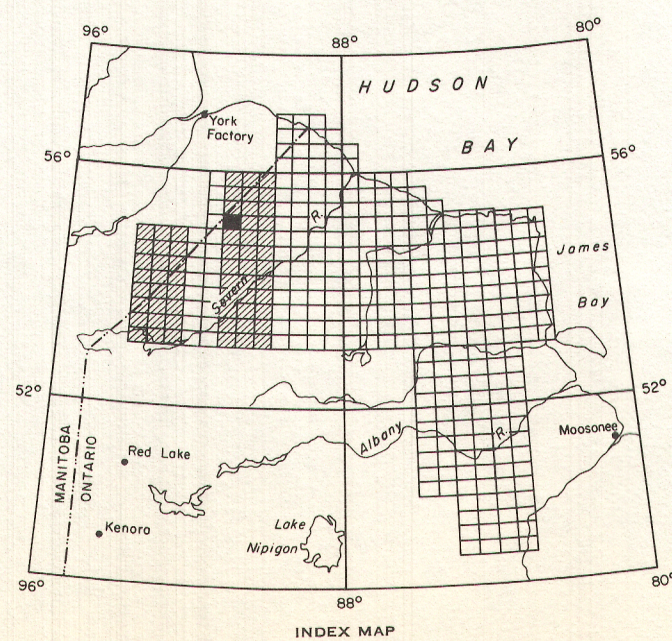 96°
88°
80°
HUDSON
BAY
York
Factory
56°
56°
R.
Severn
James
Bay
52°
52°
Albany
R.
Moosonee
MANITOBA
ONTARIO
Red Lake
Kenora
Lake
Nipigon
96°
88°
80°
INDEX MAP